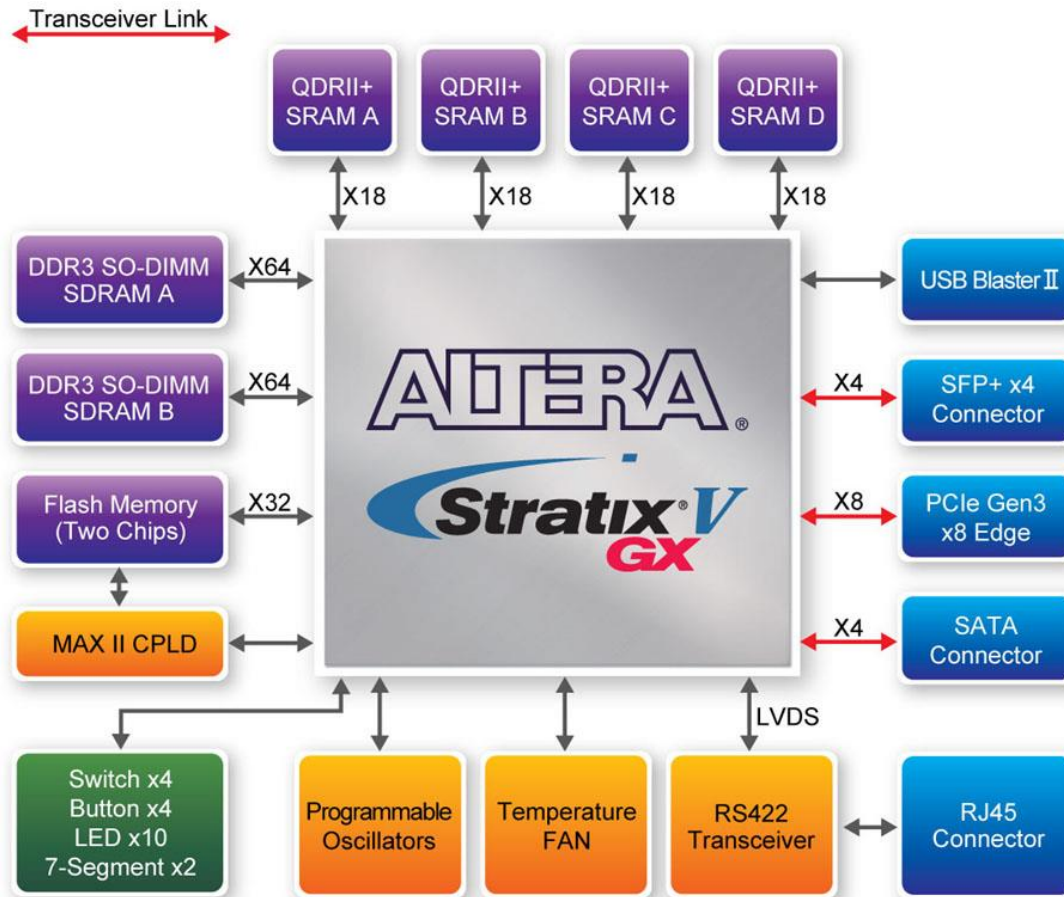 Transceiver Link
QDRII+
SRAM A
QDRII+
SRAM B
QDRII+
SRAM C
QDRII+
SRAM D
X18
X18
X18
X18
DDR3 SO-DIMM
SDRAM A
X64
USB Blaster II
DDR3 SO-DIMM
SDRAM B
X64
ALTERA®
X4
SFP+ x4
Connector
Flash Memory
(Two Chips)
X32
Stratix® V
GX
X8
PCIe Gen3
x8 Edge
MAX II CPLD
X4
SATA
Connector
LVDS
Switch x4
Button x4
LED x10
7-Segment x2
Programmable
Oscillators
Temperature
FAN
RS422
Transceiver
RJ45
Connector